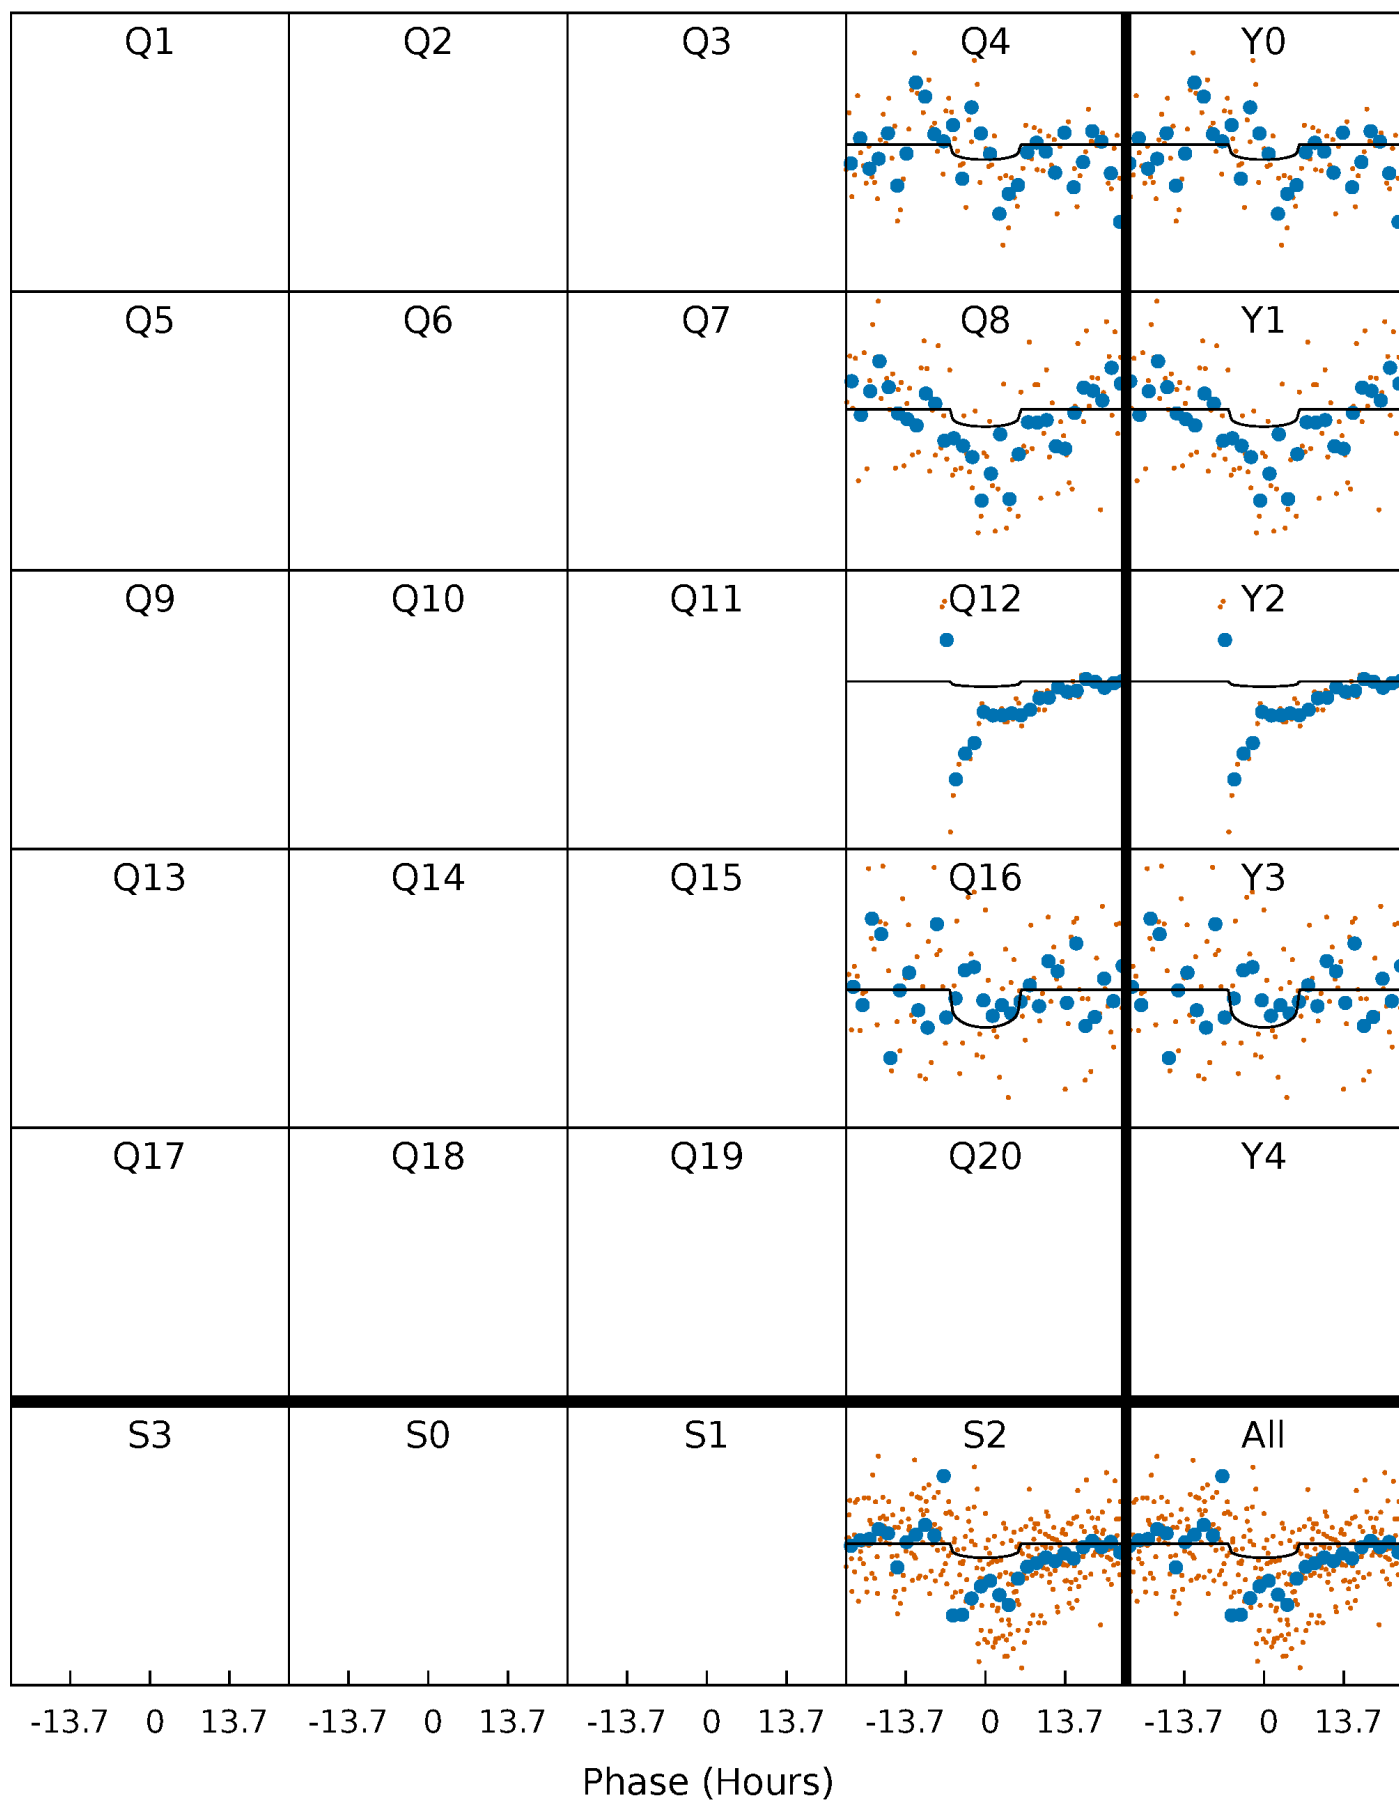 Q1 Q2 Q3 Q4 Y0
Q5 Q6 Q7 Q8 Y1
Q9 Q10 Q11 Q12 Y2
Q13 Q14 Q15 Q16 Y3
Q17 Q18 Q19 Q20 Y4
S3 S0 S1 S2 All
-13.7 0 13.7 -13.7 0 13.7 -13.7 0 13.7 -13.7 0 13.7 -13.7 0 13.7
Phase (Hours)